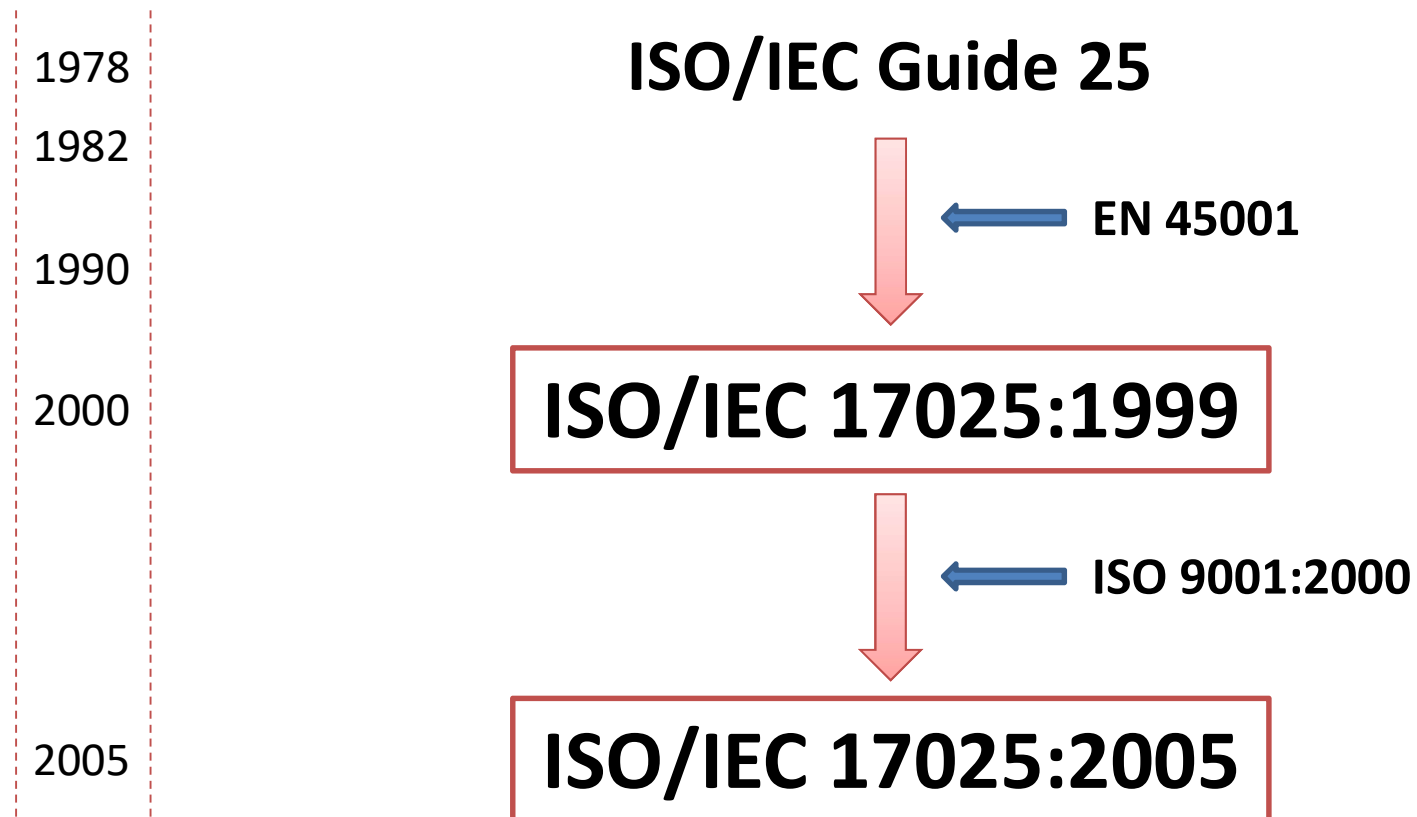 1978
ISO/IEC Guide 25
1982
EN 45001
1990
2000
ISO/IEC 17025:1999
ISO 9001:2000
2005
ISO/IEC 17025:2005